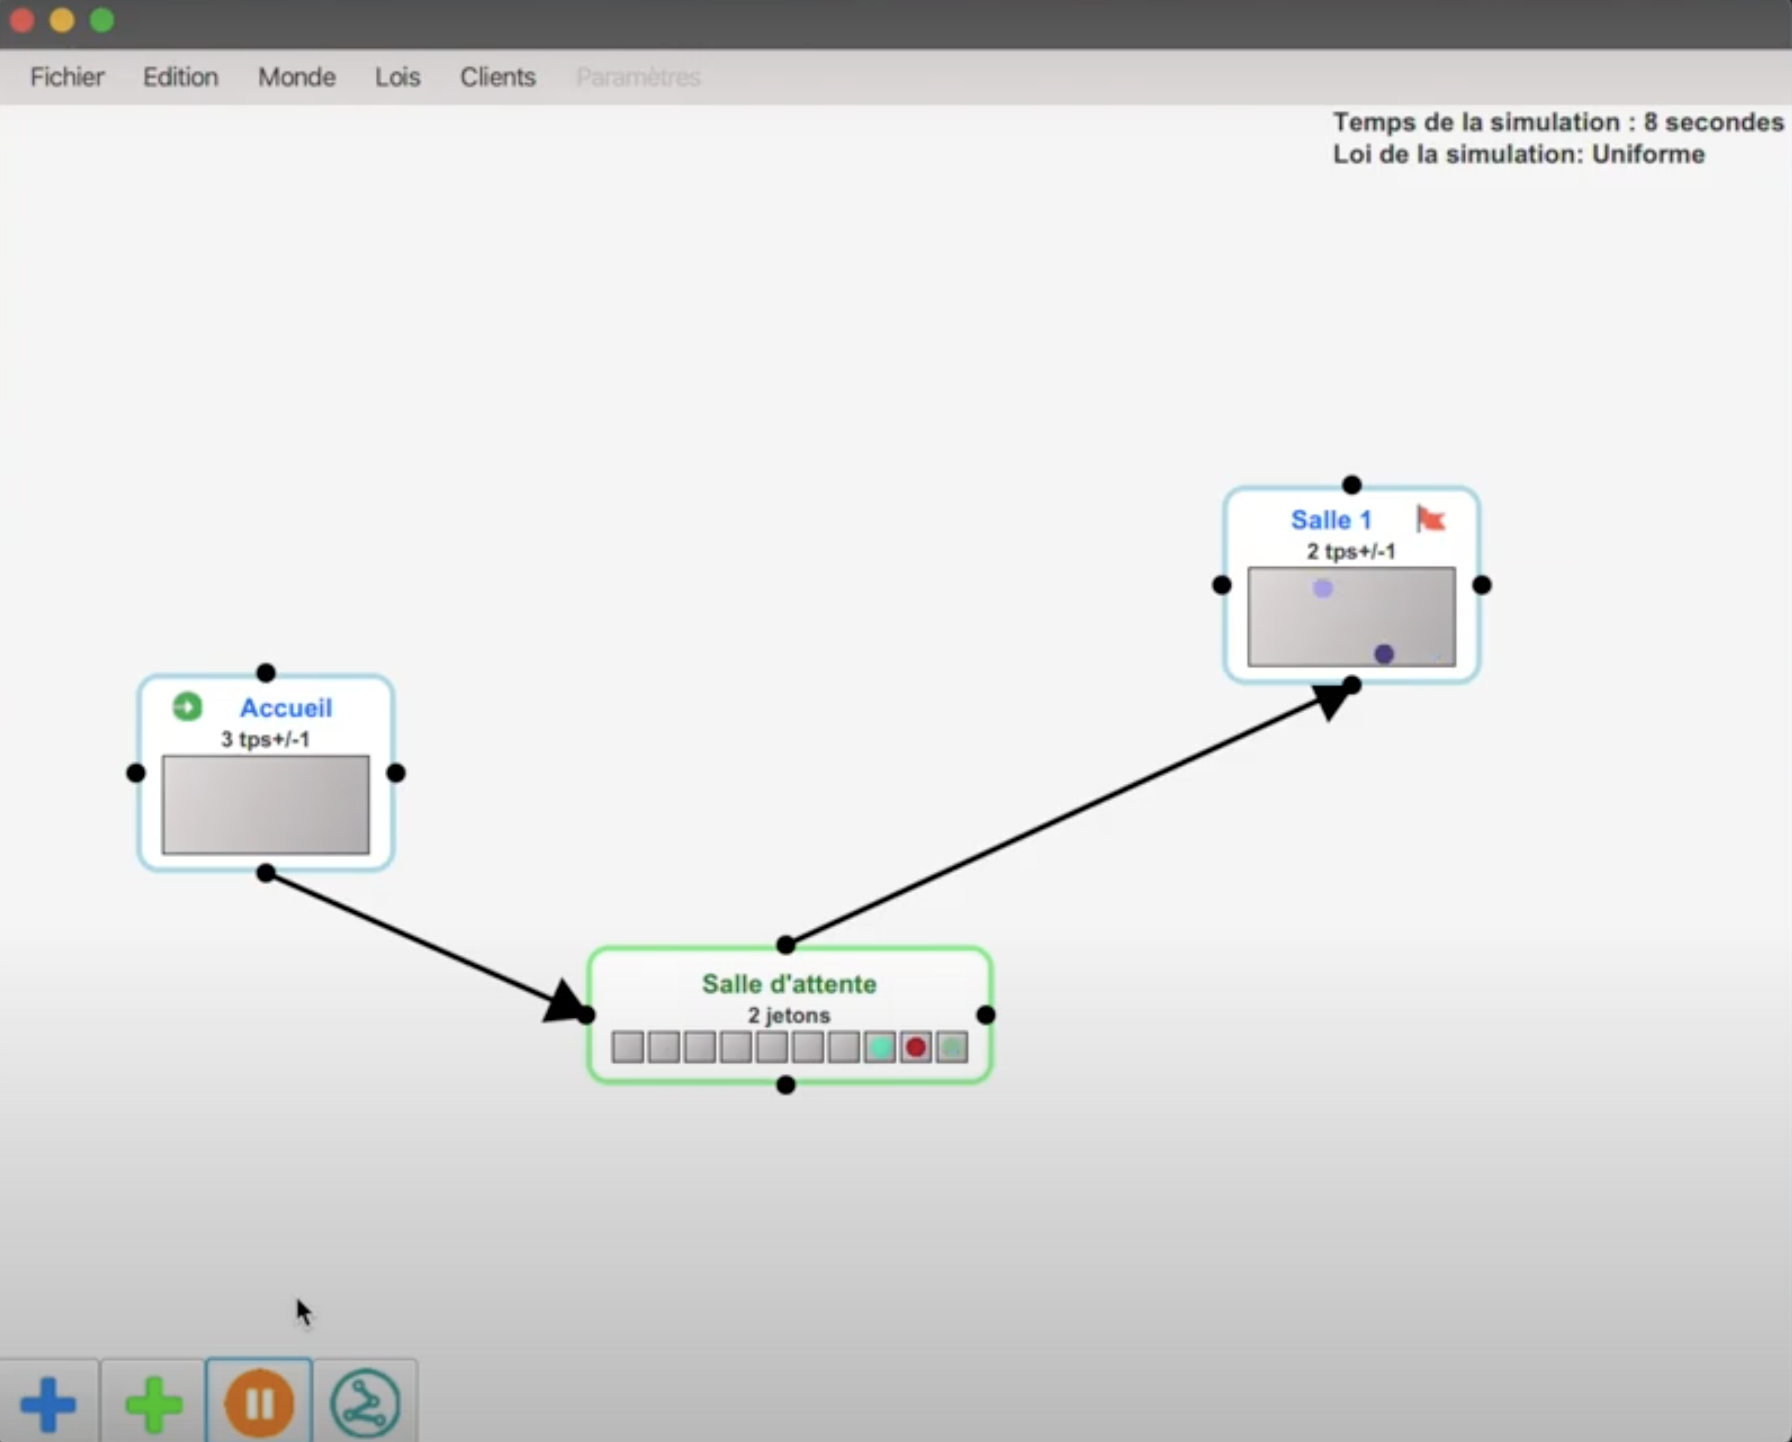 Fichier Edition Monde Lois Clients Paramètres
Temps de la simulation : 8 secondes
Loi de la simulation: Uniforme
Salle 1
2 tps+/-1
Accueil
3 tps+/-1
Salle d'attente
2 jetons